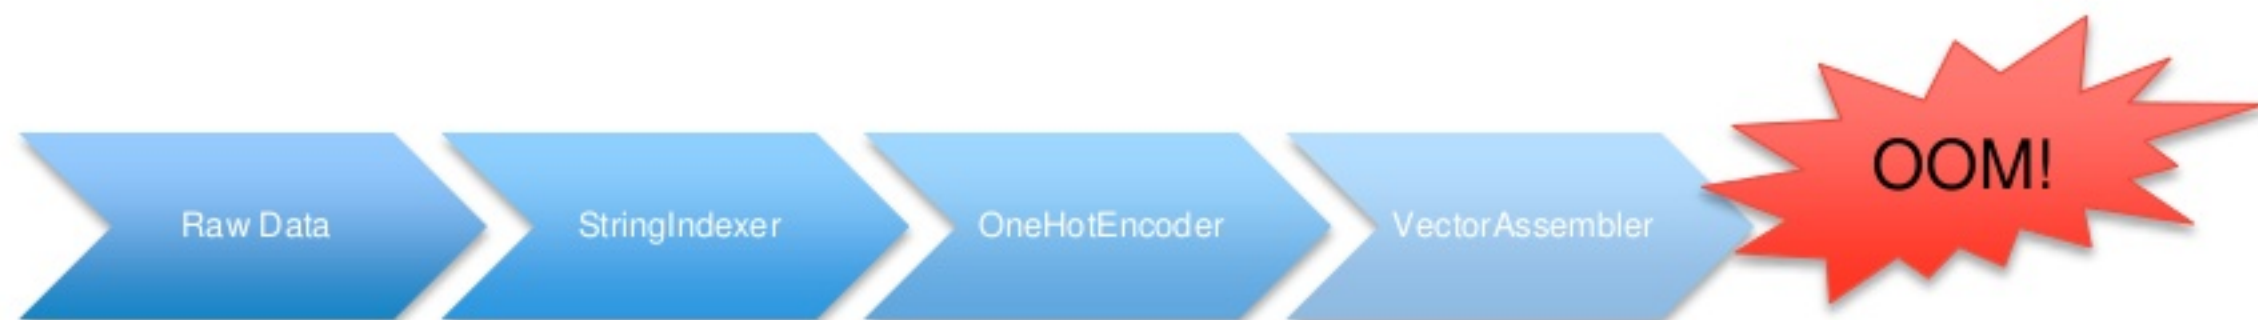 Raw Data
StringIndexer
OneHotEncoder
VectorAssembler
OOM!